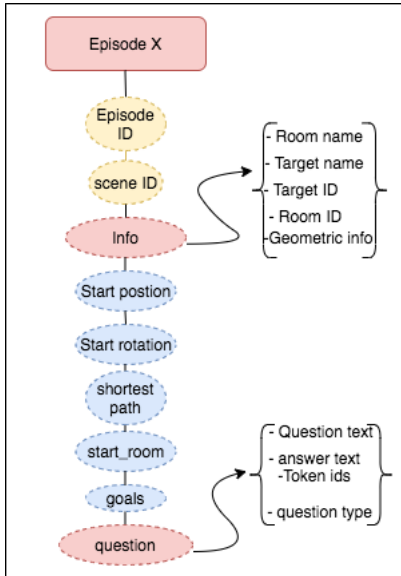 Episode X
Episode
ID
scene ID
Info
- Room name
- Target name
- Target ID
- Room ID
-Geometric info
Start postion
Start rotation
shortest
path
start_room
goals
question
- Question text
- answer text
-Token ids
- question type